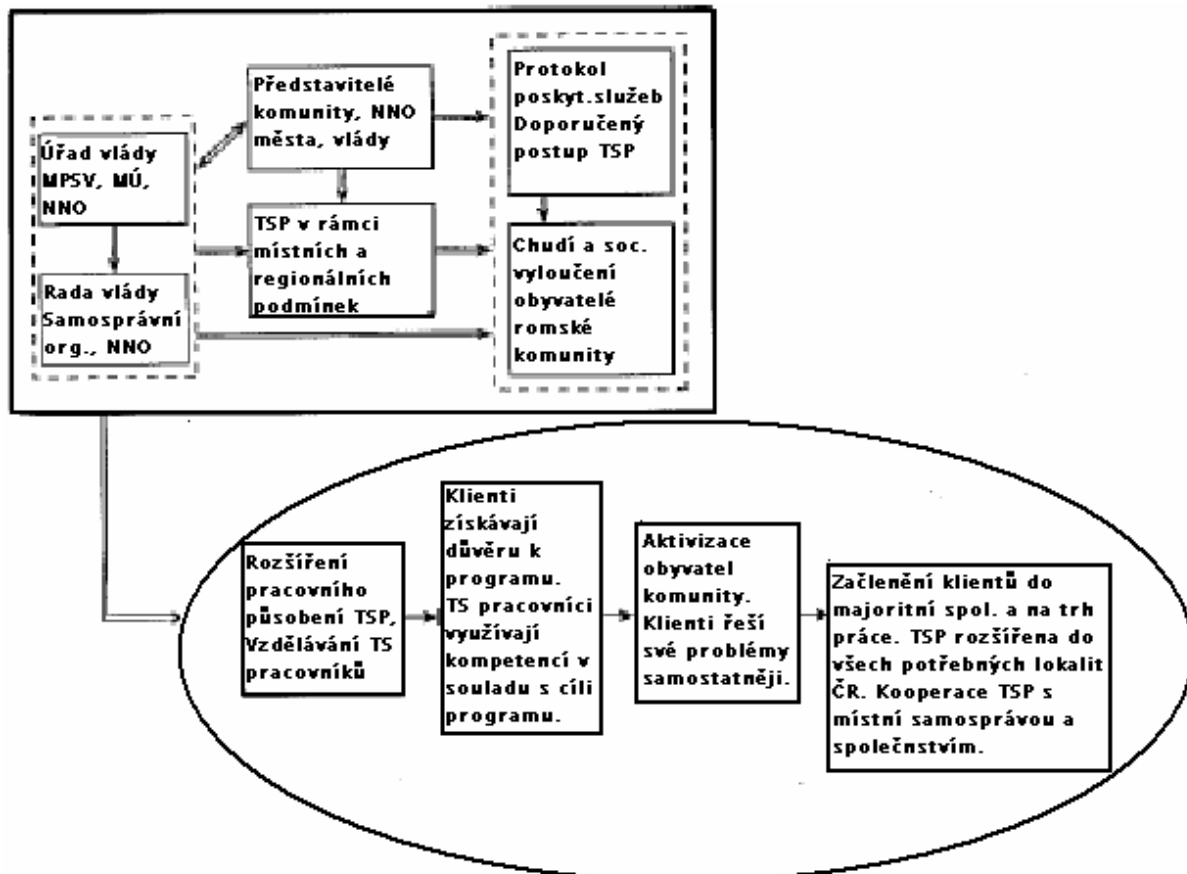 Úřad vlády
MPSV, MÚ,
NNO
Rada vlády
Samosprávní
org., NNO
Představitelé
komunity, NNO
města, vlády
TSP v rámci
místních a
regionálních
podmínek
Protokol
poskyt.služeb
Doporučený
postup TSP
Chudí a soc.
vyloučení
obyvatelé
romské
komunity
Rozšíření
pracovního
působení TSP,
Vzdělávání TS
pracovníků
Klienti
získávají
důvěru k
programu.
TS pracovníci
využívají
kompetencí v
souladu s cíli
programu.
Aktivizace
obyvatel
komunity.
Klienti řeší
své problémy
samostatněji.
Začlenění klientů do
majoritní spol. a na trh
práce. TSP rozšířena do
všech potřebných lokalit
ČR. Kooperace TSP s
místní samosprávou a
společnstvím.